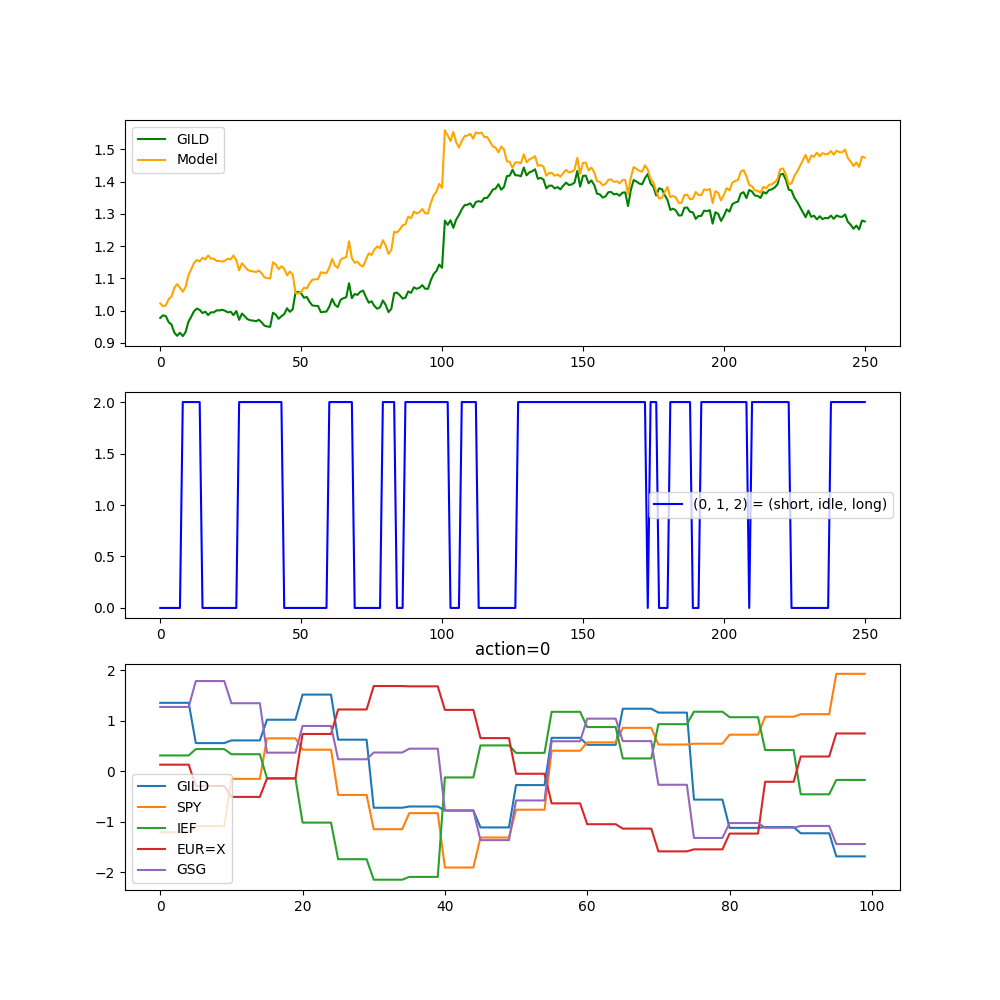 1.5
1.4
1.3
1.2
1.1
1.0
0.9
GILD
Model
0 50 100 150 200 250
2.0
1.5
1.0
0.5
0.0
(0, 1, 2) = (short, idle, long)
0 50 100 150 200 250
action=0
2
1
0
−1
−2
GILD
SPY
IEF
EUR=X
GSG
0 20 40 60 80 100